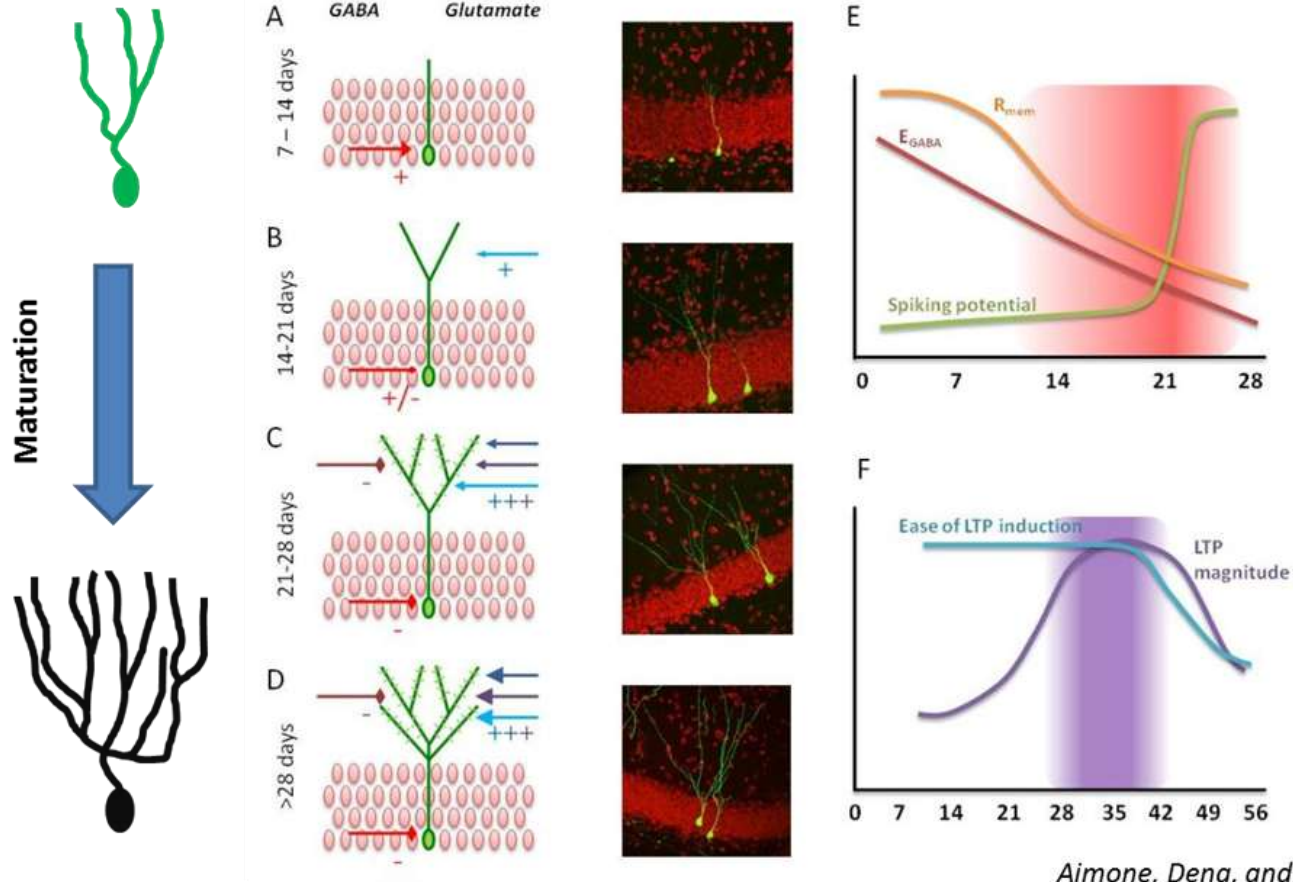 Maturation
GABA Glutamate
A
7 – 14 days
+
B
14-21 days
+
+/-
C
21-28 days
-
+++
-
D
>28 days
-
+++
-
E
Rmem
EGABA
Spiking potential
0 7 14 21 28
F
Ease of LTP induction
LTP
magnitude
0 7 14 21 28 35 42 49 56
Aimone, Deng, and